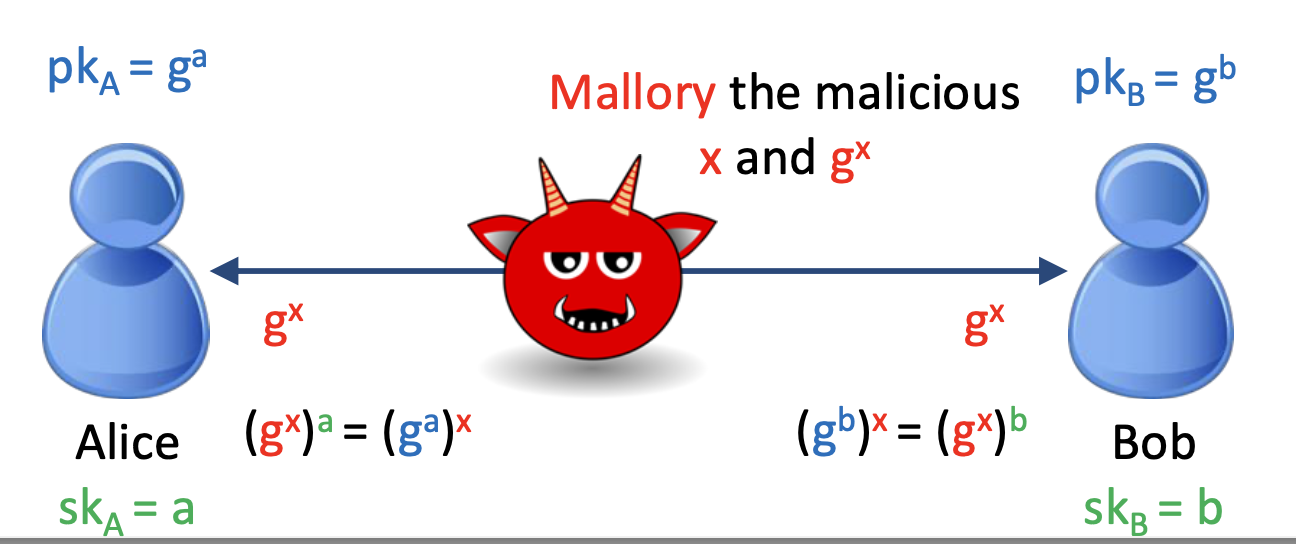 pk_A = g^a
Mallory the malicious
x and g^x
pk_B = g^b
g^x
g^x
Alice
(g^x)^a = (g^a)^x
(g^b)^x = (g^x)^b
Bob
sk_A = a
sk_B = b